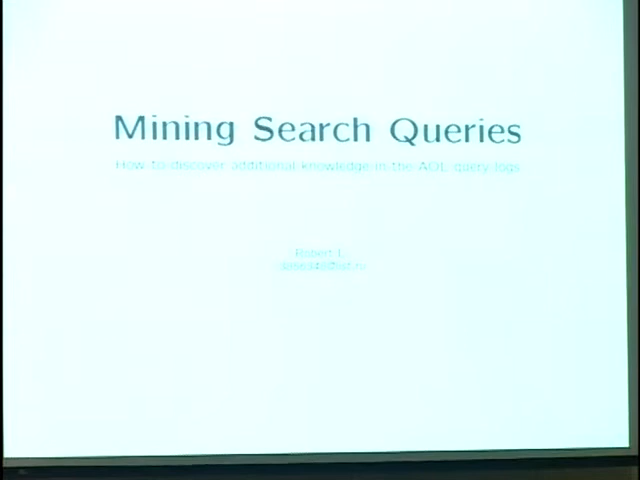 Mining Search Queries
How to discover additional knowledge in the AOL query logs
Robert L.